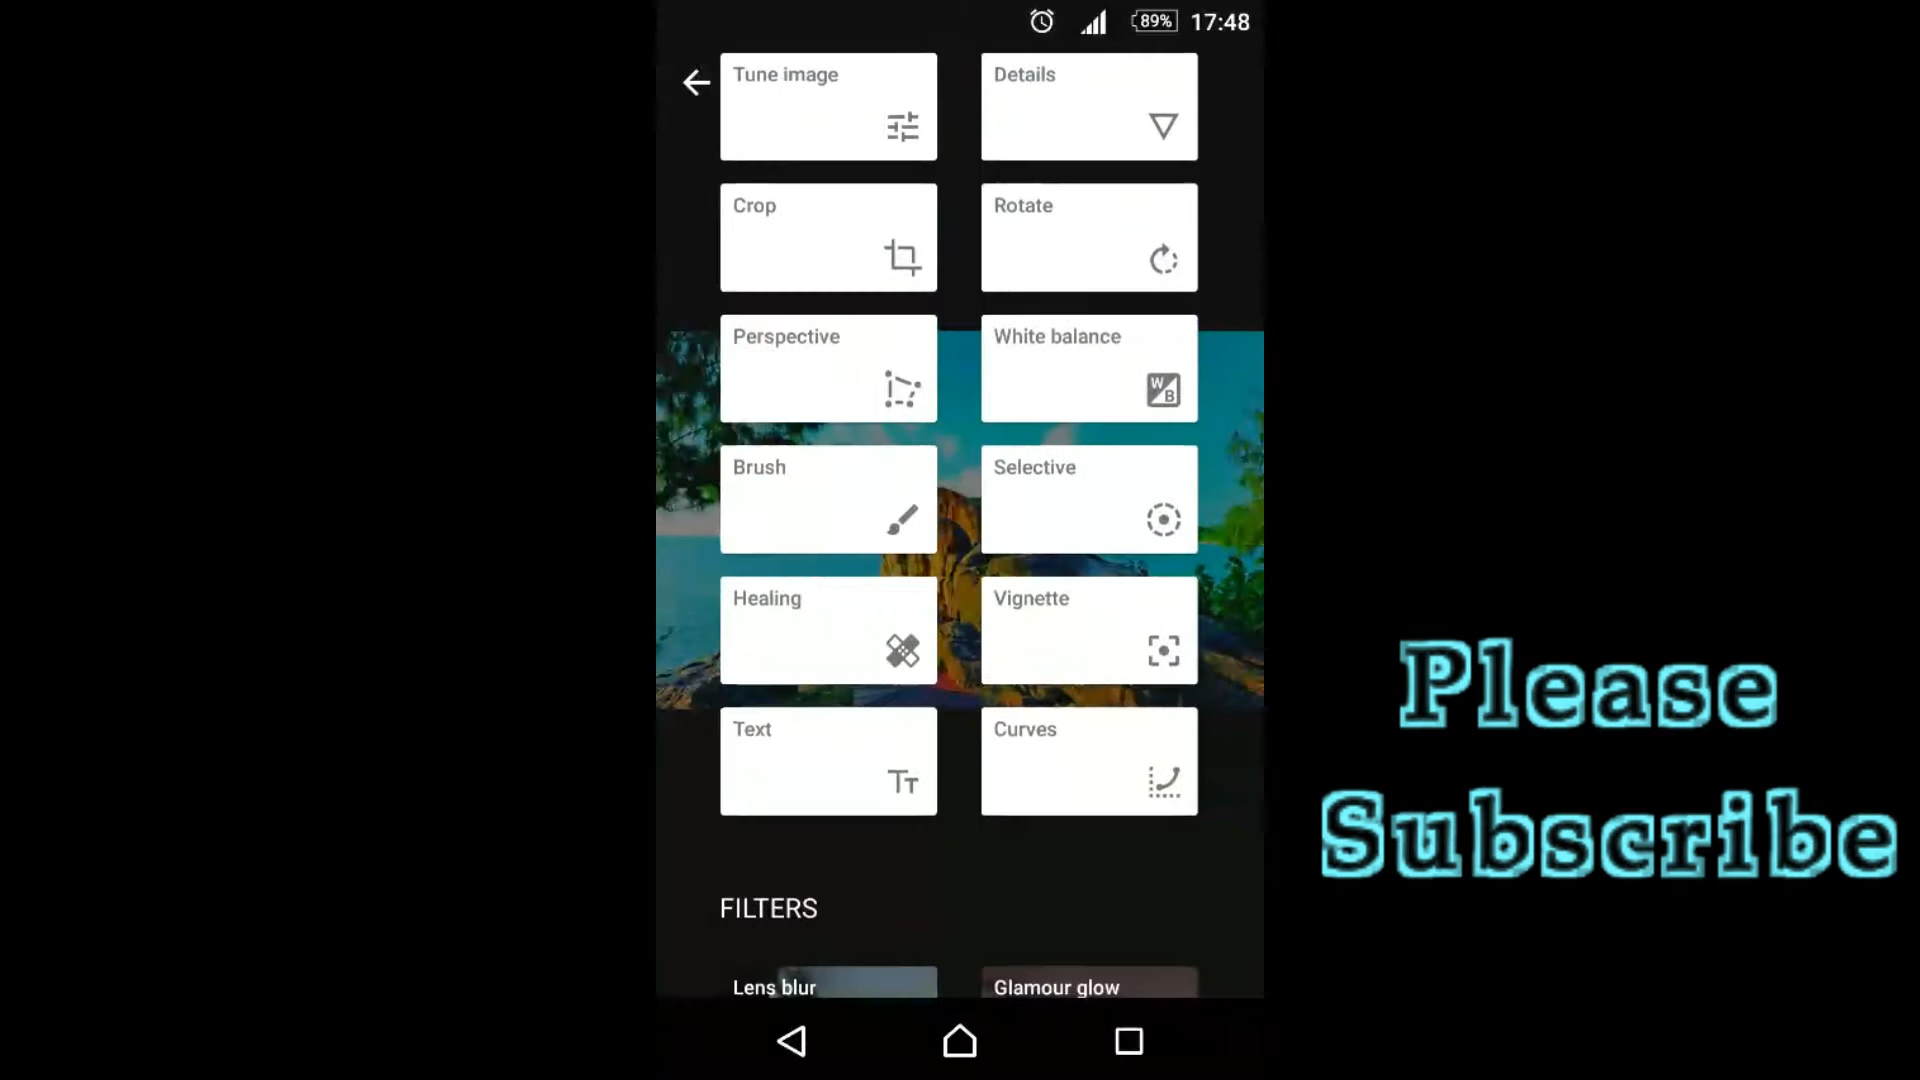 89% 17:48
Tune image
Details
Crop
Rotate
Perspective
White balance
W
B
Brush
Selective
Healing
Vignette
Text
Tт
Curves
FILTERS
Lens blur
Glamour glow
Please
Subscribe